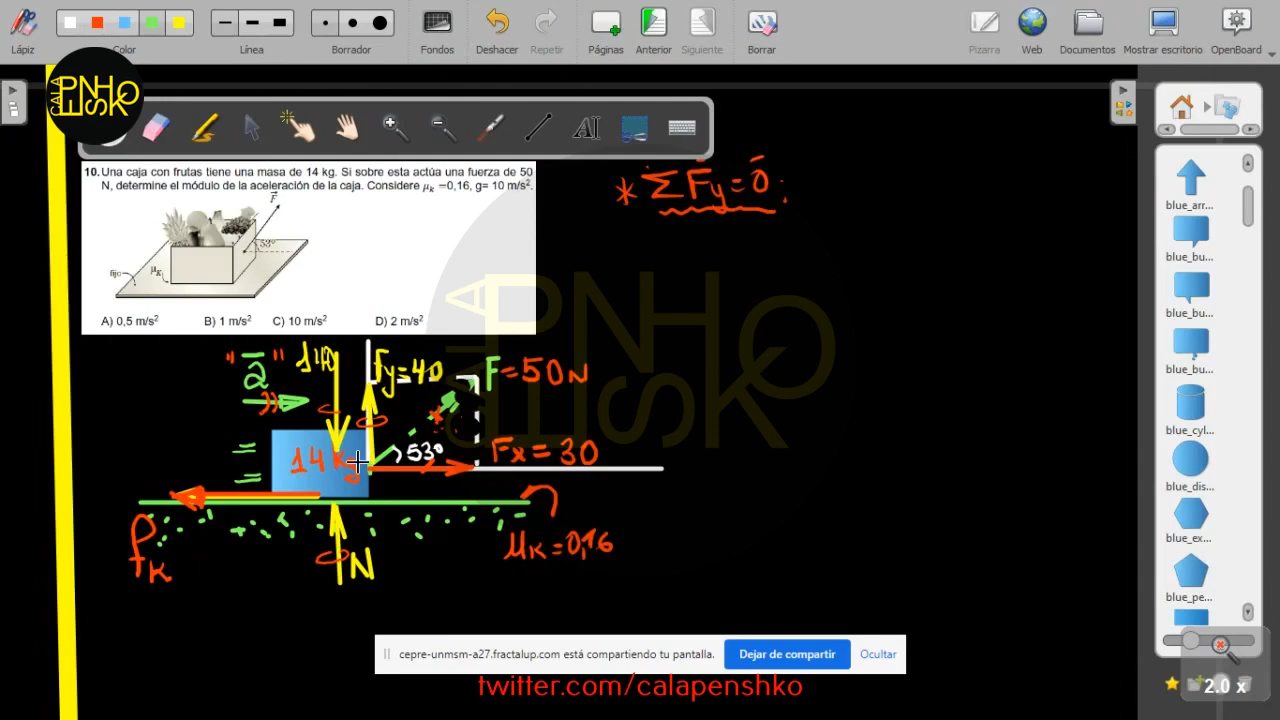 Lápiz
Color
Línea
Borrador
Fondos
Deshacer
Repetir
Páginas
Anterior
Siguiente
Borrar
Pizarra
Web
Documentos
Mostrar escritorio
OpenBoard
CALA PENSHKO
10. Una caja con frutas tiene una masa de 14 kg. Si sobre esta actúa una fuerza de 50
N, determine el módulo de la aceleración de la caja. Considere μK =0,16, g= 10 m/s².
F
53°
fijo
μK
A) 0,5 m/s² B) 1 m/s² C) 10 m/s² D) 2 m/s²
* ΣFy = 0 :
"a"
140
Fy=40
F=50N
14 kg
53°
Fx = 30
fK
N
μK=0,16
CALA PENSHKO
blue_arr...
blue_bu...
blue_bu...
blue_bu...
blue_cy...
blue_dis...
blue_ex...
blue_pe...
2.0 x
cepre-unmsm-a27.fractalup.com está compartiendo tu pantalla.
Dejar de compartir
Ocultar
twitter.com/calapenshko